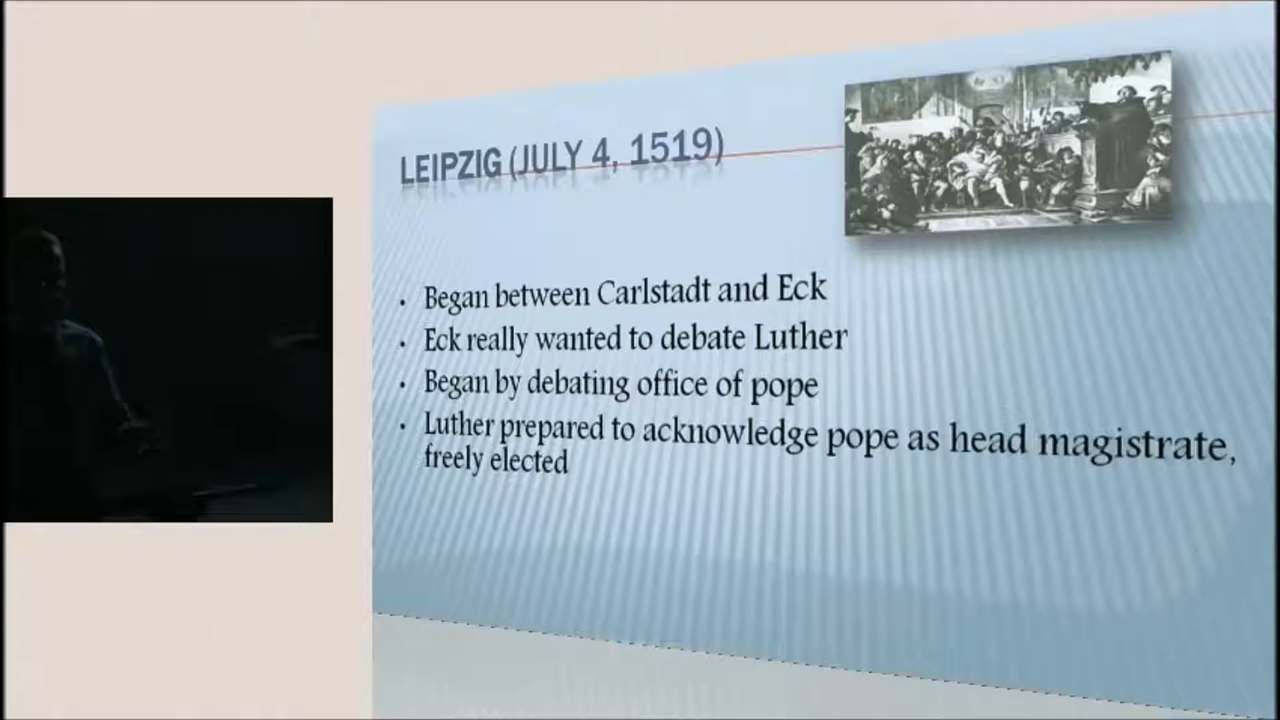 LEIPZIG (JULY 4, 1519)
• Began between Carlstadt and Eck
• Eck really wanted to debate Luther
• Began by debating office of pope
• Luther prepared to acknowledge pope as head magistrate,
freely elected